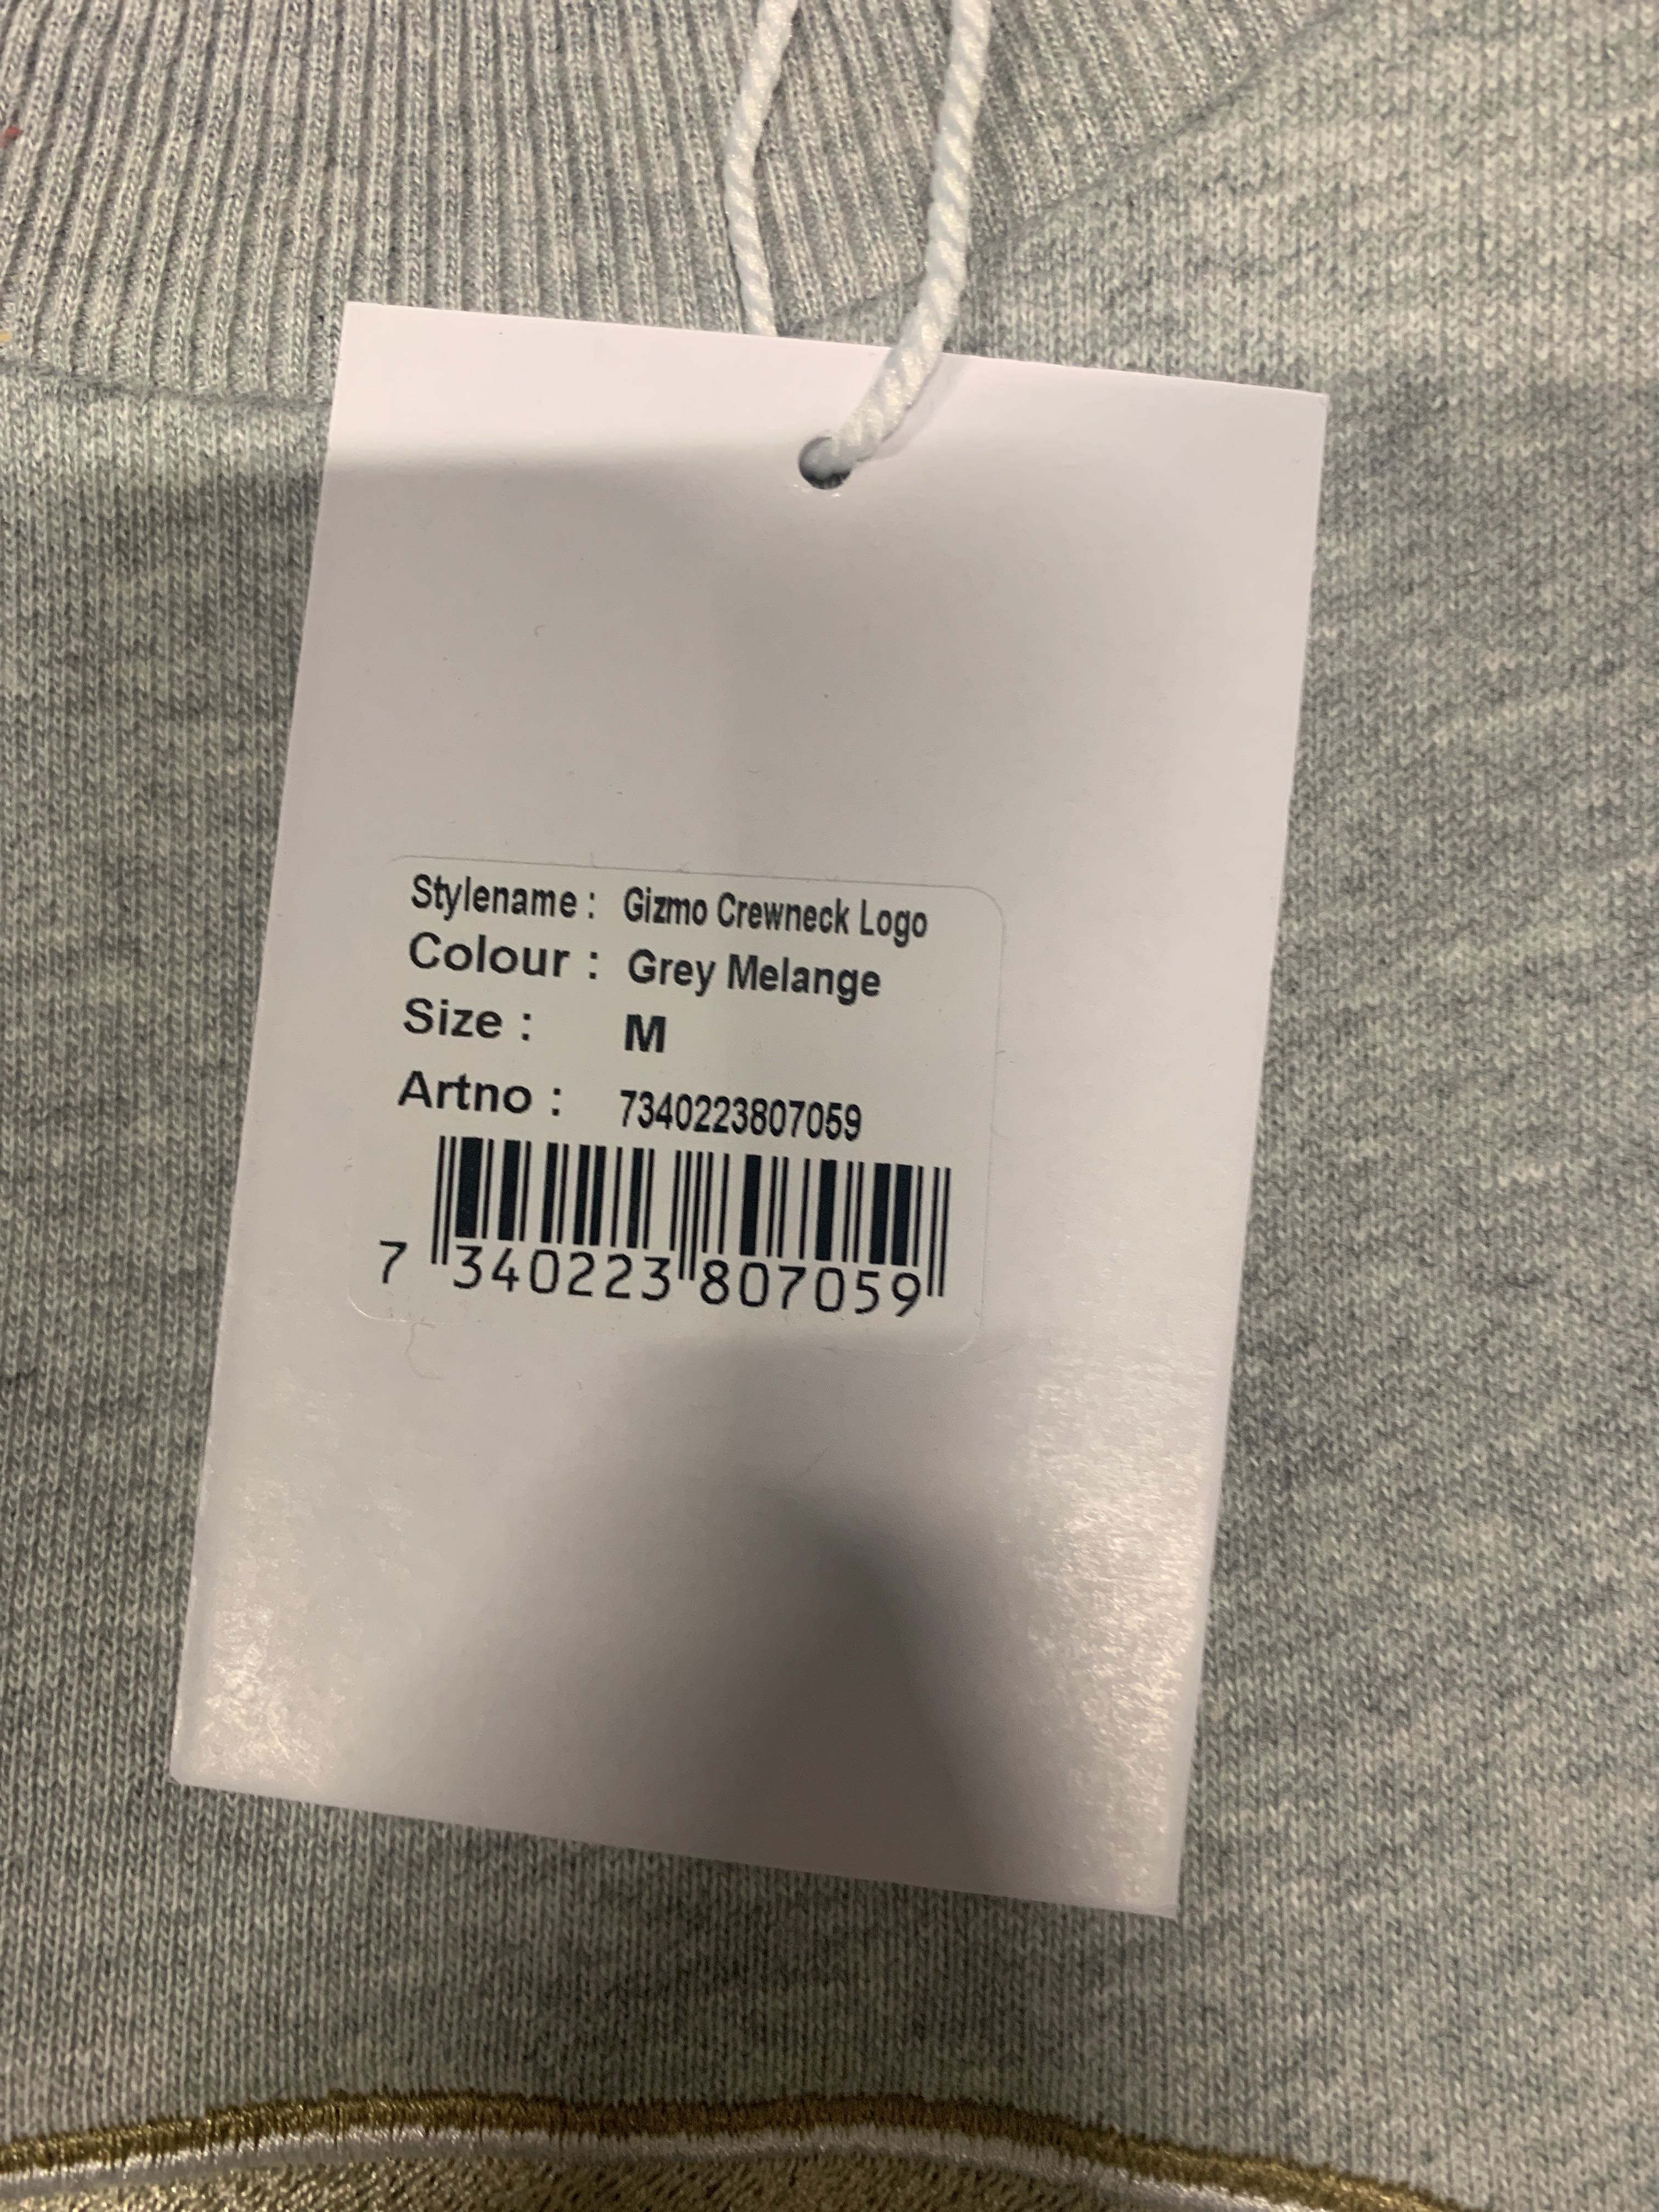 Stylename : Gizmo Crewneck Logo
Colour : Grey Melange
Size : M
Artno : 7340223807059
7 340223 807059